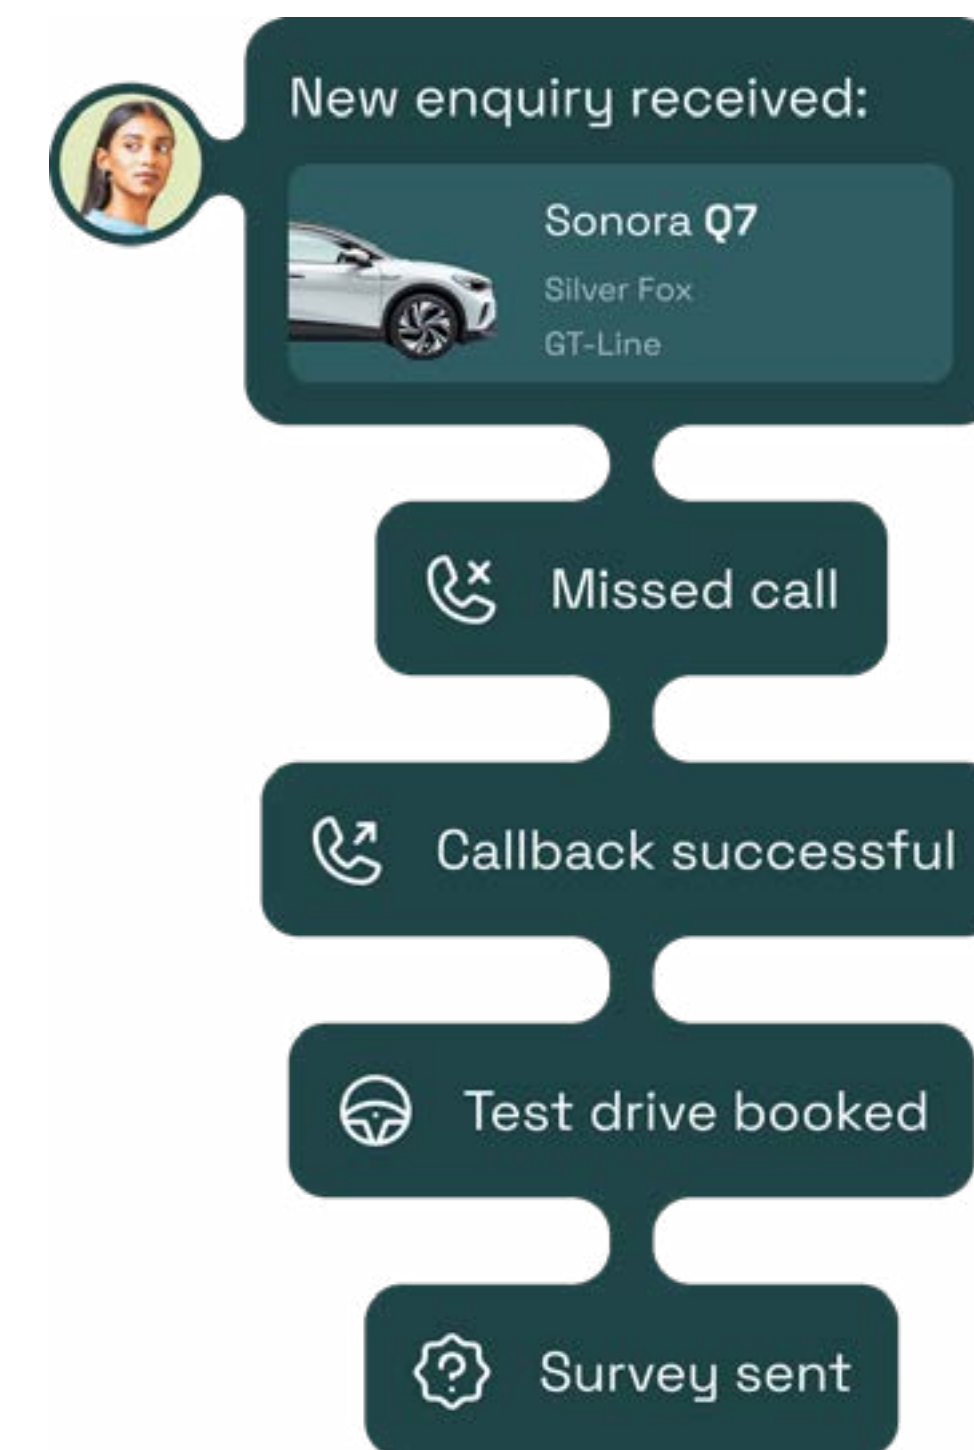 New enquiry received:
Sonora Q7
Silver Fox
GT-Line
Missed call
Callback successful
Test drive booked
Survey sent